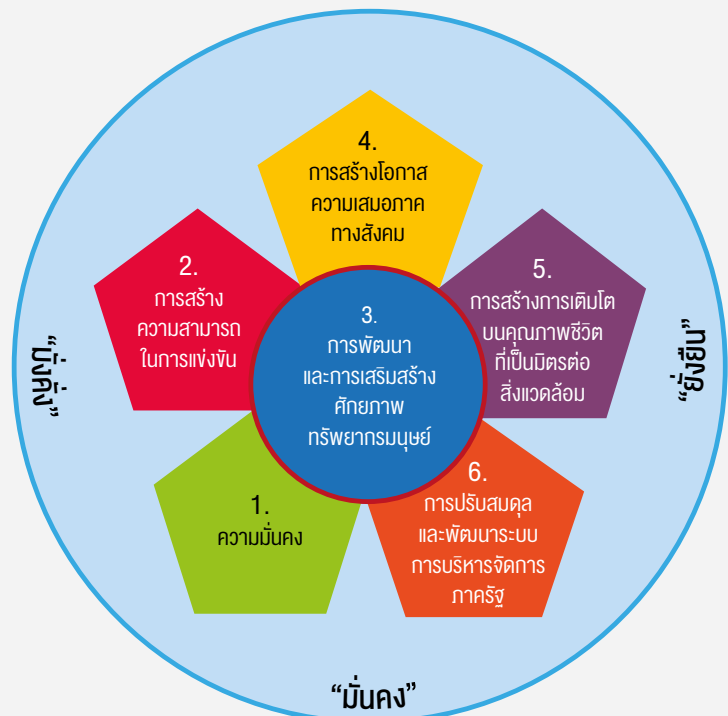 4.
การสร้างโอกาส
ความเสมอภาค
ทางสังคม
2.
การสร้าง
ความสามารถ
ในการแข่งขัน
5.
การสร้างการเติมโต
บนคุณภาพชีวิต
ที่เป็นมิตรต่อ
สิ่งแวดล้อม
3.
การพัฒนา
และการเสริมสร้าง
ศักยภาพ
ทรัพยากรมนุษย์
1.
ความมั่นคง
6.
การปรับสมดุล
และพัฒนาระบบ
การบริหารจัดการ
ภาครัฐ
“มั่งคั่ง”
“ยั่งยืน”
“มั่นคง”